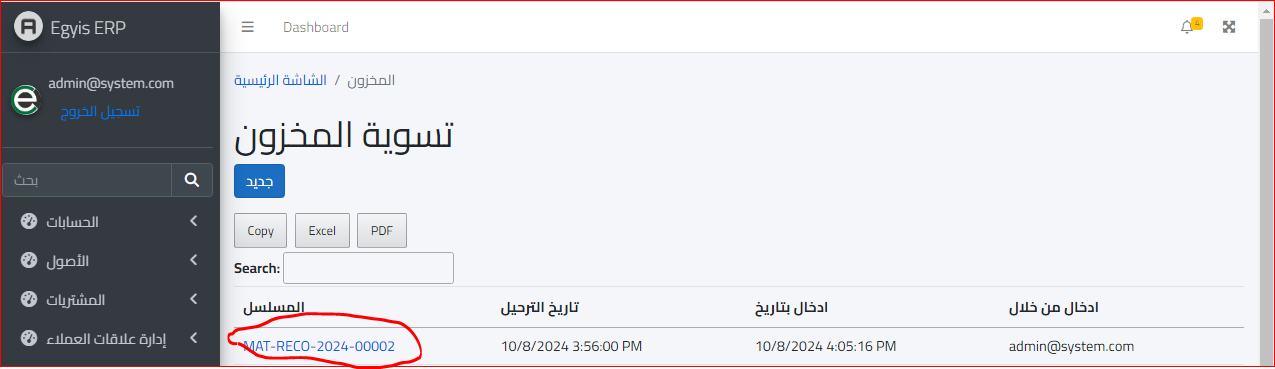 Egyis ERP
Dashboard
4
admin@system.com
تسجيل الخروج
بحث
الحسابات
الأصول
المشتريات
إدارة علاقات العملاء
الشاشة الرئيسية / المخزون
تسوية المخزون
جديد
Copy Excel PDF
Search:
المسلسل تاريخ الترحيل ادخال بتاريخ ادخال من خلال
MAT-RECO-2024-00002 10/8/2024 3:56:00 PM 10/8/2024 4:05:16 PM admin@system.com